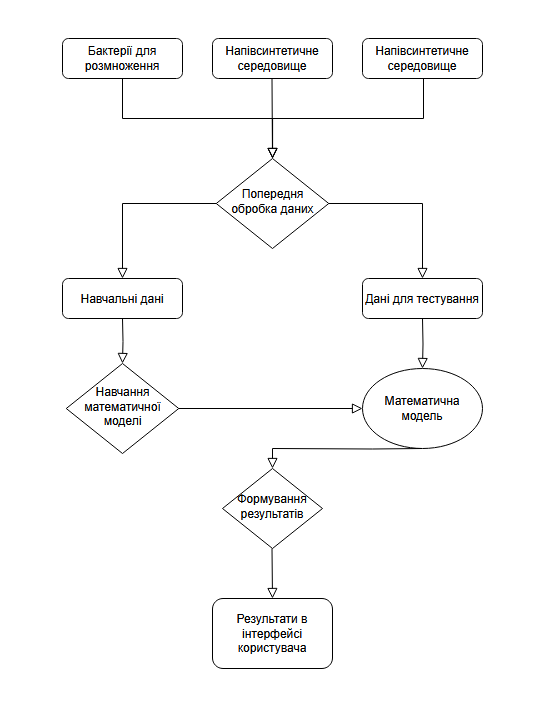 Бактерії для
розмноження
Напівсинтетичне
середовище
Напівсинтетичне
середовище
Попередня
обробка даних
Навчальні дані
Дані для тестування
Навчання
математичної
моделі
Математична
модель
Формування
результатів
Результати в
інтерфейсі
користувача